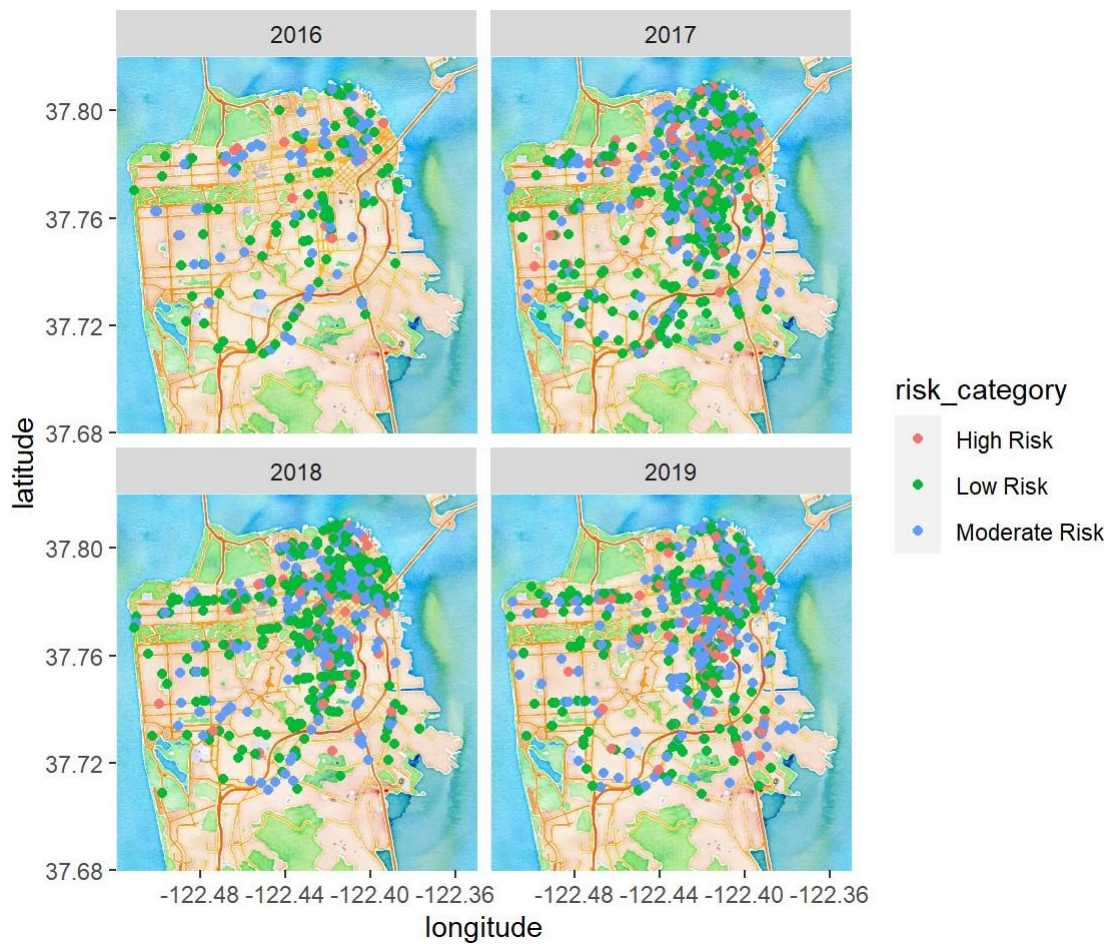 2016
2017
37.80
37.76
37.72
37.68
2018
2019
37.80
37.76
37.72
37.68
-122.48 -122.44 -122.40 -122.36
-122.48 -122.44 -122.40 -122.36
longitude
latitude
risk_category
High Risk
Low Risk
Moderate Risk